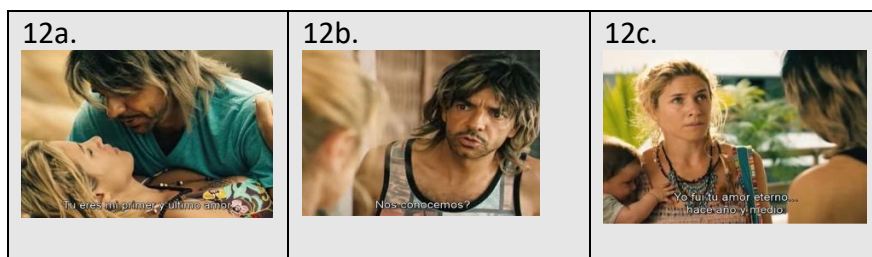 12a.
12b.
12c.
Tu eres mi primer y ultimo amor
Nos conocemos?
Yo fui tu amor eterno...
hace año y medio